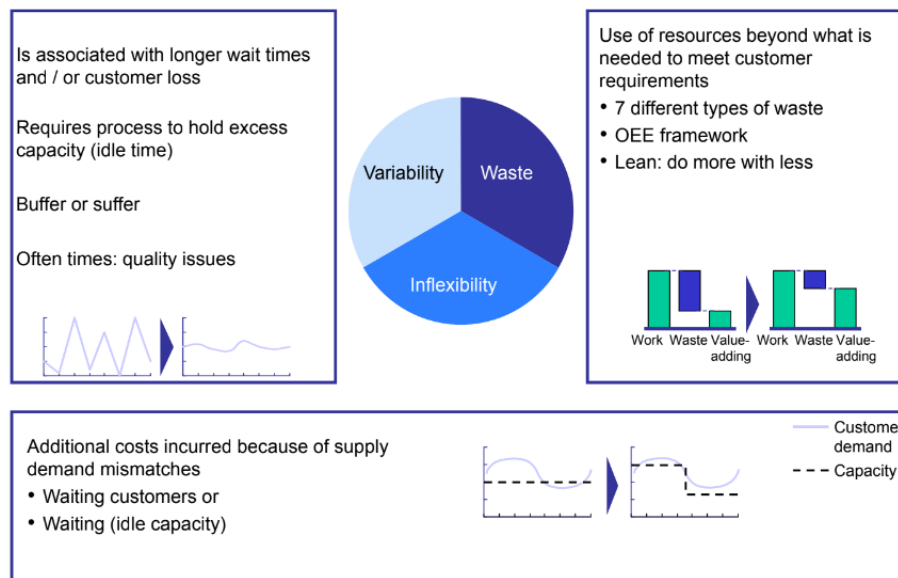 Is associated with longer wait times
and / or customer loss
Requires process to hold excess
capacity (idle time)
Buffer or suffer
Often times: quality issues
Variability
Waste
Inflexibility
Use of resources beyond what is
needed to meet customer
requirements
• 7 different types of waste
• OEE framework
• Lean: do more with less
Work Waste Value-
adding
Work Waste Value-
adding
Additional costs incurred because of supply
demand mismatches
• Waiting customers or
• Waiting (idle capacity)
Custome
demand
Capacity